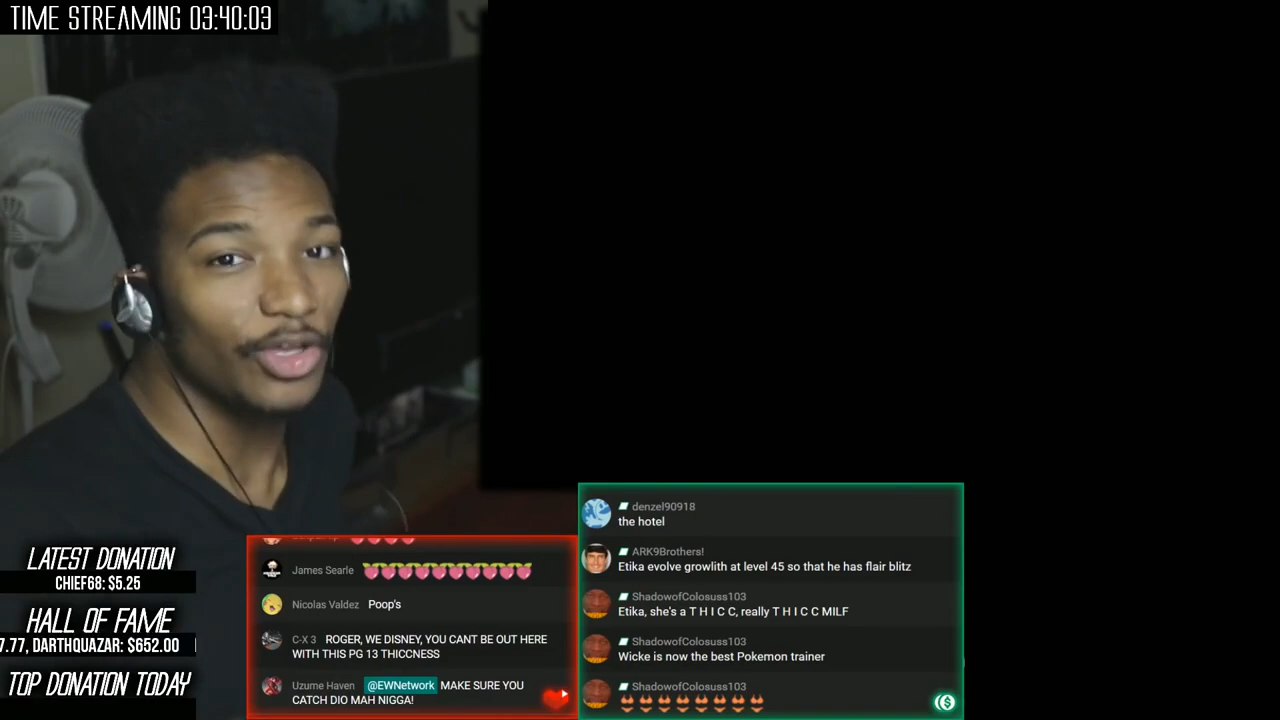 TIME STREAMING 03:40:03
LATEST DONATION
CHIEF68: $5.25
HALL OF FAME
7.77, DARTHQUAZAR: $652.00
TOP DONATION TODAY
James Searle
Nicolas Valdez Poop's
C-X 3 ROGER, WE DISNEY, YOU CANT BE OUT HERE
WITH THIS PG 13 THICCNESS
Uzume Haven @EWNetwork MAKE SURE YOU
CATCH DIO MAH NIGGA!
denzel90918
the hotel
ARK9Brothers!
Etika evolve growlith at level 45 so that he has flair blitz
ShadowofColosuss103
Etika, she's a T H I C C, really T H I C C MILF
ShadowofColosuss103
Wicke is now the best Pokemon trainer
ShadowofColosuss103